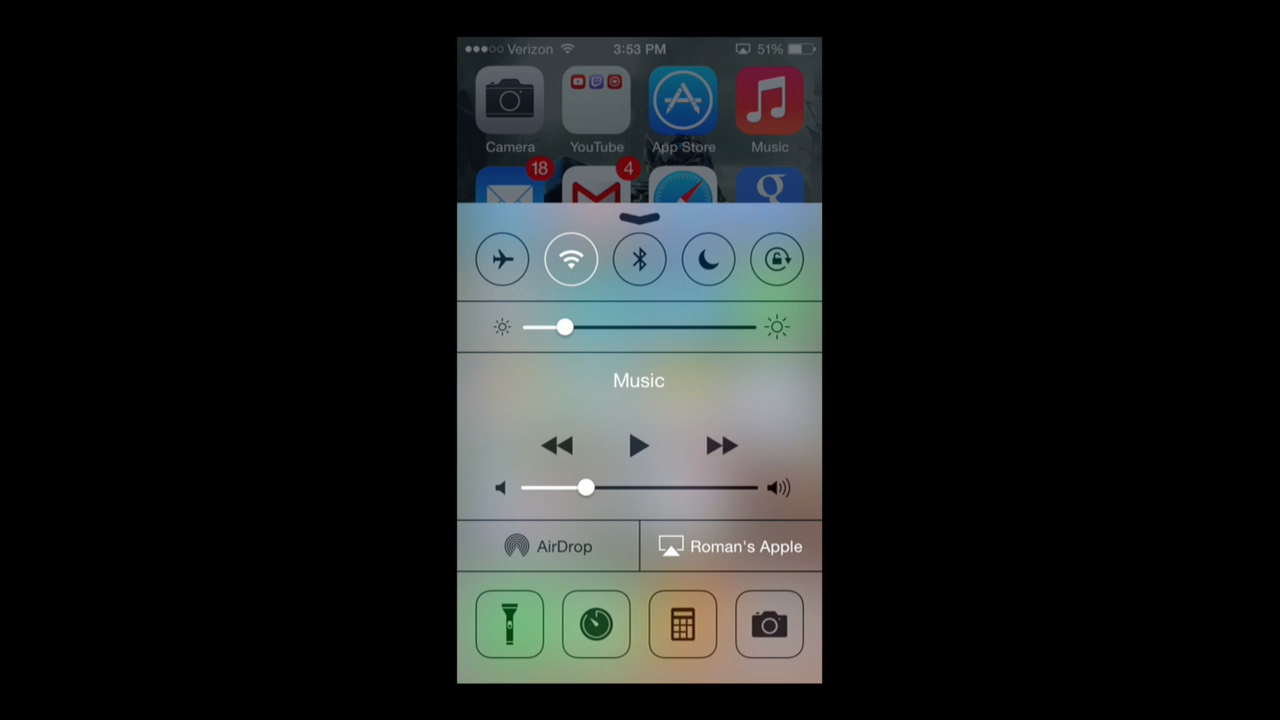 Verizon 3:53 PM 51%
Camera YouTube App Store Music
18 4
Music
AirDrop Roman's Apple